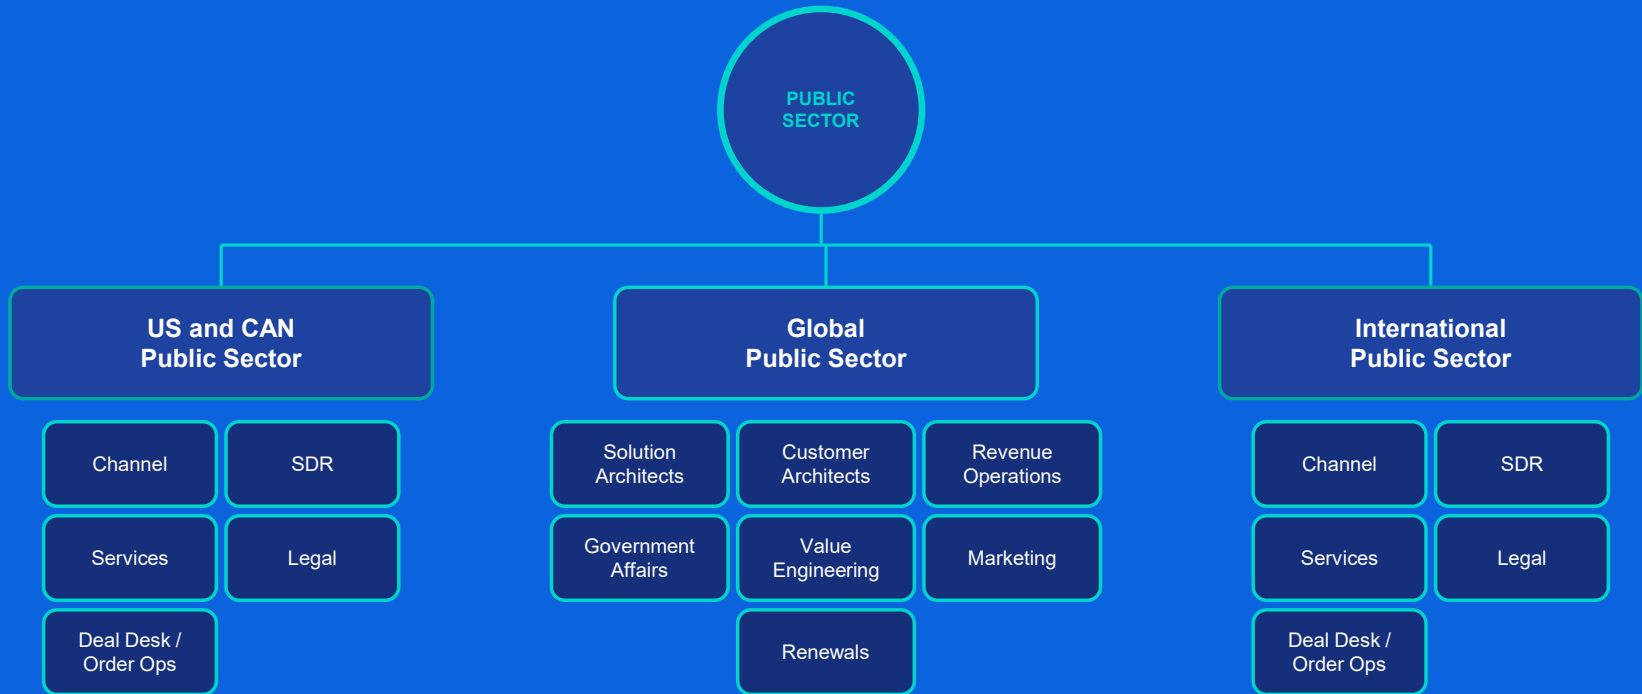 PUBLIC
SECTOR
US and CAN
Public Sector
Global
Public Sector
International
Public Sector
Channel
SDR
Services
Legal
Deal Desk /
Order Ops
Solution
Architects
Customer
Architects
Revenue
Operations
Government
Affairs
Value
Engineering
Marketing
Renewals
Channel
SDR
Services
Legal
Deal Desk /
Order Ops